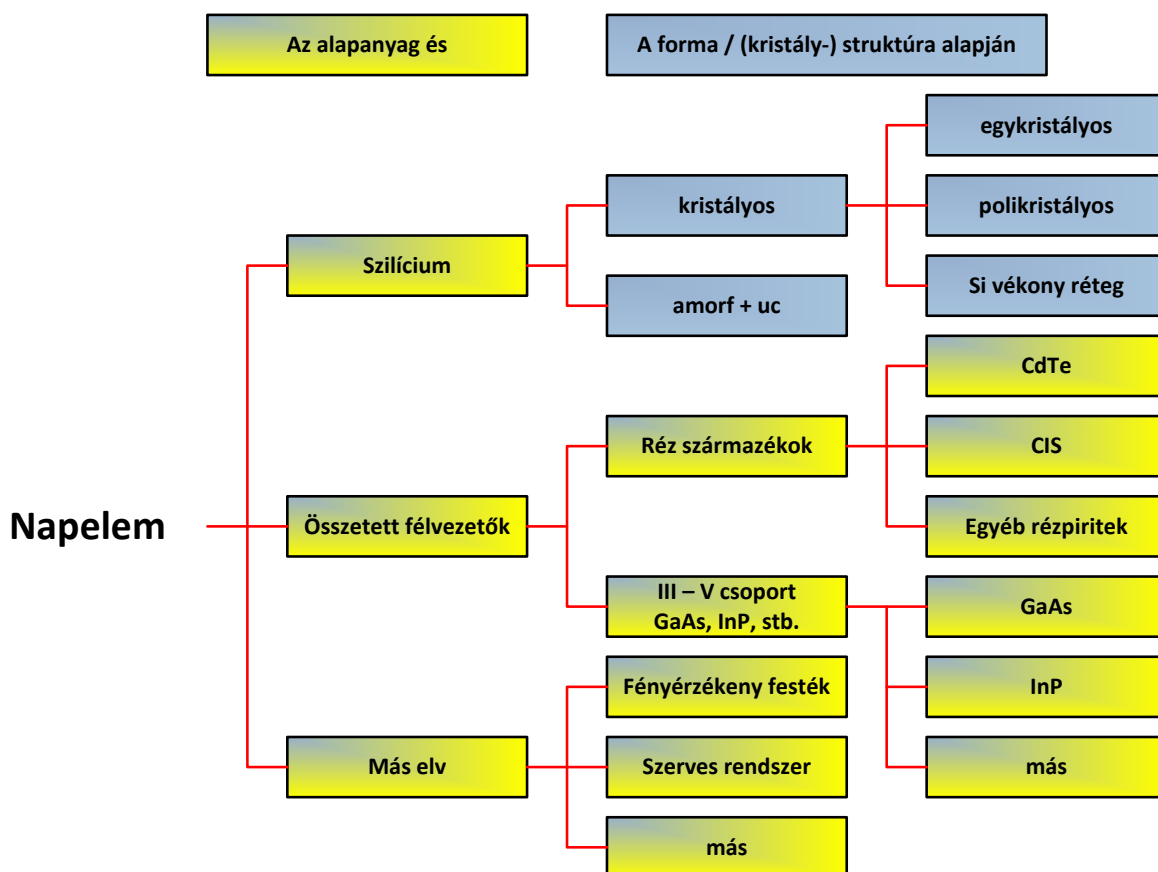 Az alapanyag és
A forma / (kristály-) struktúra alapján
egykristályos
kristályos
polikristályos
Szilícium
Si vékony réteg
amorf + uc
CdTe
Réz származékok
CIS
Napelem
Összetett félvezetők
Egyéb rézpiritek
III – V csoport
GaAs, InP, stb.
GaAs
Fényérzékeny festék
InP
Más elv
Szerves rendszer
más
más